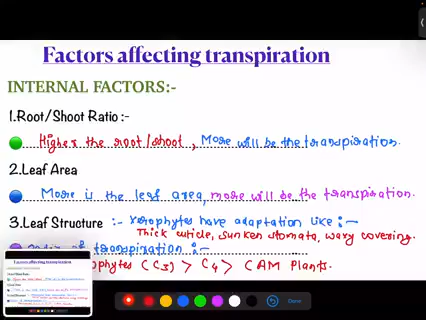 Factors affecting transpiration
INTERNAL FACTORS:-
1.Root/Shoot Ratio :-
Higher the root/shoot, More will be the transpiration.
2.Leaf Area
More is the leaf area, more will be the transpiration.
3.Leaf Structure :- Xerophytes have adaptation like :-
Thick cuticle, sunken stomata, waxy covering.
of transpiration :-
(C3) > C4 > CAM Plants.
Done